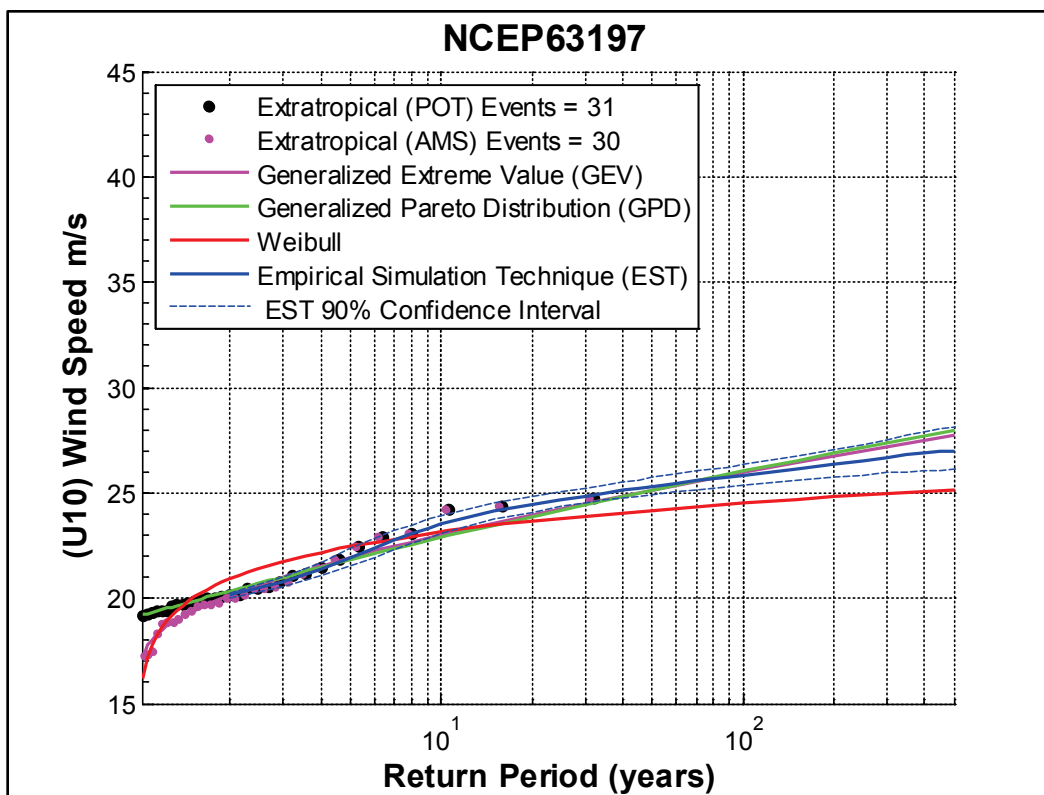 NCEP63197
45
40
35
30
25
20
15
(U10) Wind Speed m/s
Extratropical (POT) Events = 31
Extratropical (AMS) Events = 30
Generalized Extreme Value (GEV)
Generalized Pareto Distribution (GPD)
Weibull
Empirical Simulation Technique (EST)
EST 90% Confidence Interval
10¹
10²
Return Period (years)